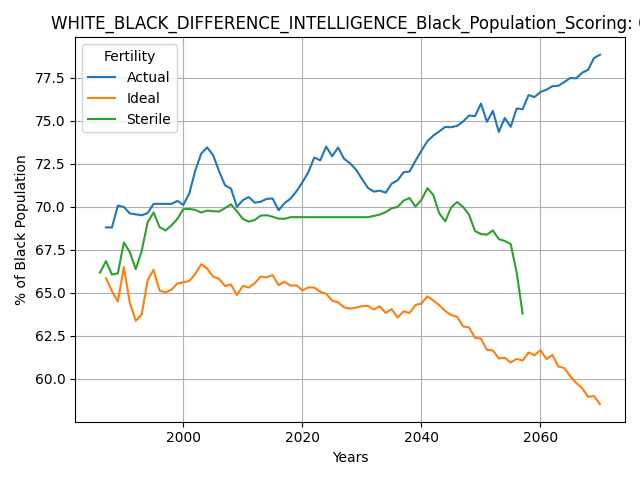 WHITE_BLACK_DIFFERENCE_INTELLIGENCE_Black_Population_Scoring:
Fertility
Actual
Ideal
Sterile
77.5
75.0
72.5
70.0
67.5
65.0
62.5
60.0
% of Black Population
2000
2020
2040
2060
Years